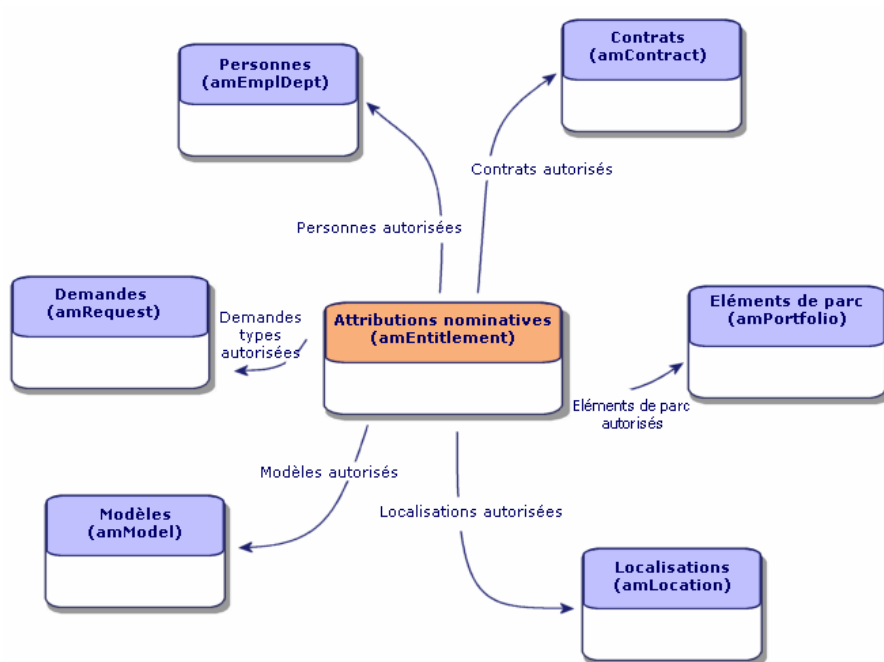 Personnes
(amEmplDept)
Contrats
(amContract)
Contrats autorisés
Personnes autorisées
Demandes
(amRequest)
Demandes
types
autorisées
Attributions nominatives
(amEntitlement)
Eléments de parc
(amPortfolio)
Eléments de parc
autorisés
Modèles autorisés
Localisations autorisées
Modèles
(amModel)
Localisations
(amLocation)